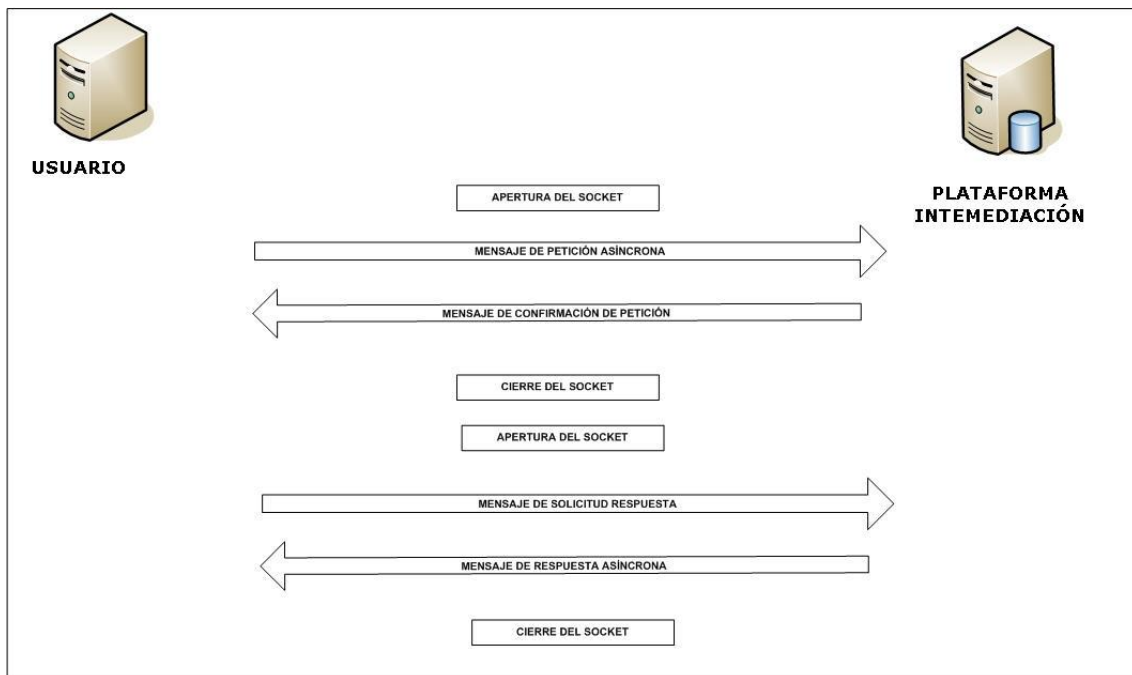 USUARIO
PLATAFORMA
INTEMEDIACIÓN
APERTURA DEL SOCKET
MENSAJE DE PETICIÓN ASÍNCRONA
MENSAJE DE CONFIRMACIÓN DE PETICIÓN
CIERRE DEL SOCKET
APERTURA DEL SOCKET
MENSAJE DE SOLICITUD RESPUESTA
MENSAJE DE RESPUESTA ASÍNCRONA
CIERRE DEL SOCKET